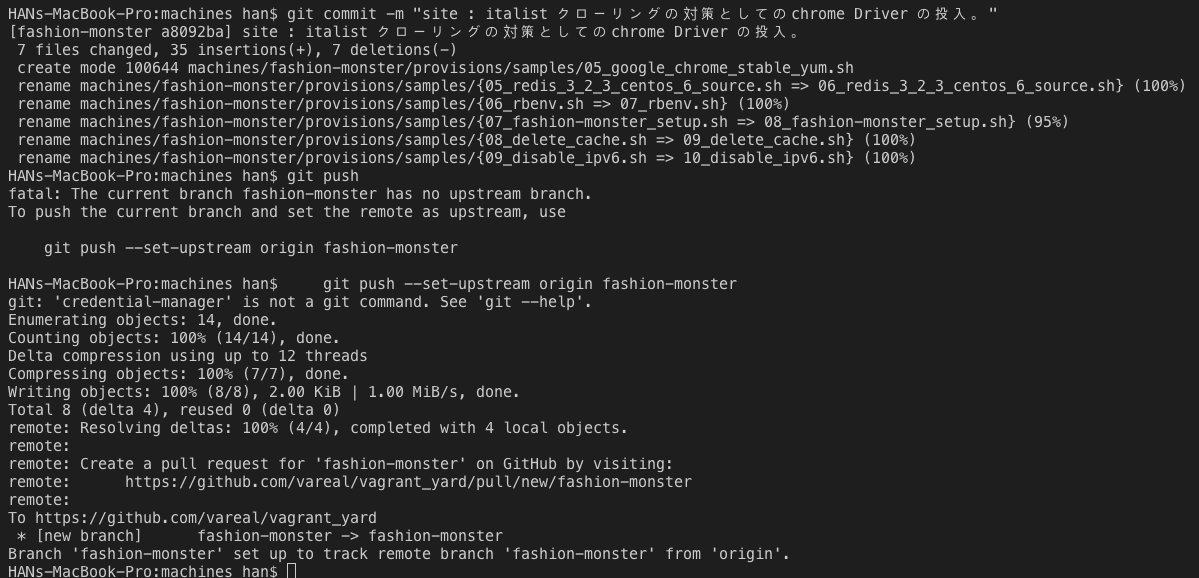 HANs-MacBook-Pro:machines han$ git commit -m "site : italist クローリングの対策としてのchrome Driver の投入。"
[fashion-monster a8092ba] site : italist クローリングの対策としてのchrome Driver の投入。
 7 files changed, 35 insertions(+), 7 deletions(-)
 create mode 100644 machines/fashion-monster/provisions/samples/05_google_chrome_stable_yum.sh
 rename machines/fashion-monster/provisions/samples/{05_redis_3_2_3_centos_6_source.sh => 06_redis_3_2_3_centos_6_source.sh} (100%)
 rename machines/fashion-monster/provisions/samples/{06_rbenv.sh => 07_rbenv.sh} (100%)
 rename machines/fashion-monster/provisions/samples/{07_fashion-monster_setup.sh => 08_fashion-monster_setup.sh} (95%)
 rename machines/fashion-monster/provisions/samples/{08_delete_cache.sh => 09_delete_cache.sh} (100%)
 rename machines/fashion-monster/provisions/samples/{09_disable_ipv6.sh => 10_disable_ipv6.sh} (100%)
HANs-MacBook-Pro:machines han$ git push
fatal: The current branch fashion-monster has no upstream branch.
To push the current branch and set the remote as upstream, use

    git push --set-upstream origin fashion-monster

HANs-MacBook-Pro:machines han$     git push --set-upstream origin fashion-monster
git: 'credential-manager' is not a git command. See 'git --help'.
Enumerating objects: 14, done.
Counting objects: 100% (14/14), done.
Delta compression using up to 12 threads
Compressing objects: 100% (7/7), done.
Writing objects: 100% (8/8), 2.00 KiB | 1.00 MiB/s, done.
Total 8 (delta 4), reused 0 (delta 0)
remote: Resolving deltas: 100% (4/4), completed with 4 local objects.
remote:
remote: Create a pull request for 'fashion-monster' on GitHub by visiting:
remote:      https://github.com/vareal/vagrant_yard/pull/new/fashion-monster
remote:
To https://github.com/vareal/vagrant_yard
 * [new branch]      fashion-monster -> fashion-monster
Branch 'fashion-monster' set up to track remote branch 'fashion-monster' from 'origin'.
HANs-MacBook-Pro:machines han$